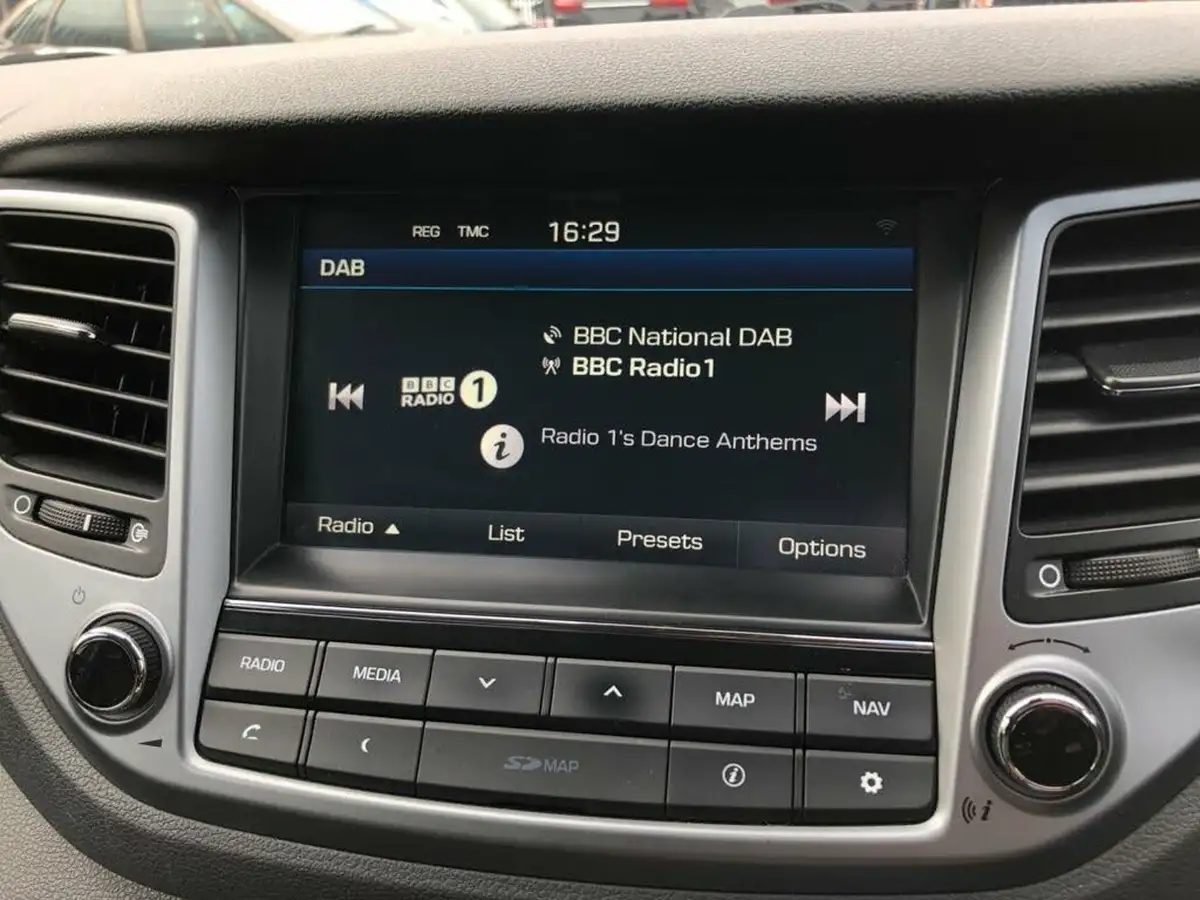 REG TMC 16:29
DAB
BBC National DAB
BBC Radio1
BBC
RADIO 1
i Radio 1's Dance Anthems
Radio List Presets Options
RADIO MEDIA MAP NAV
SD MAP i
i